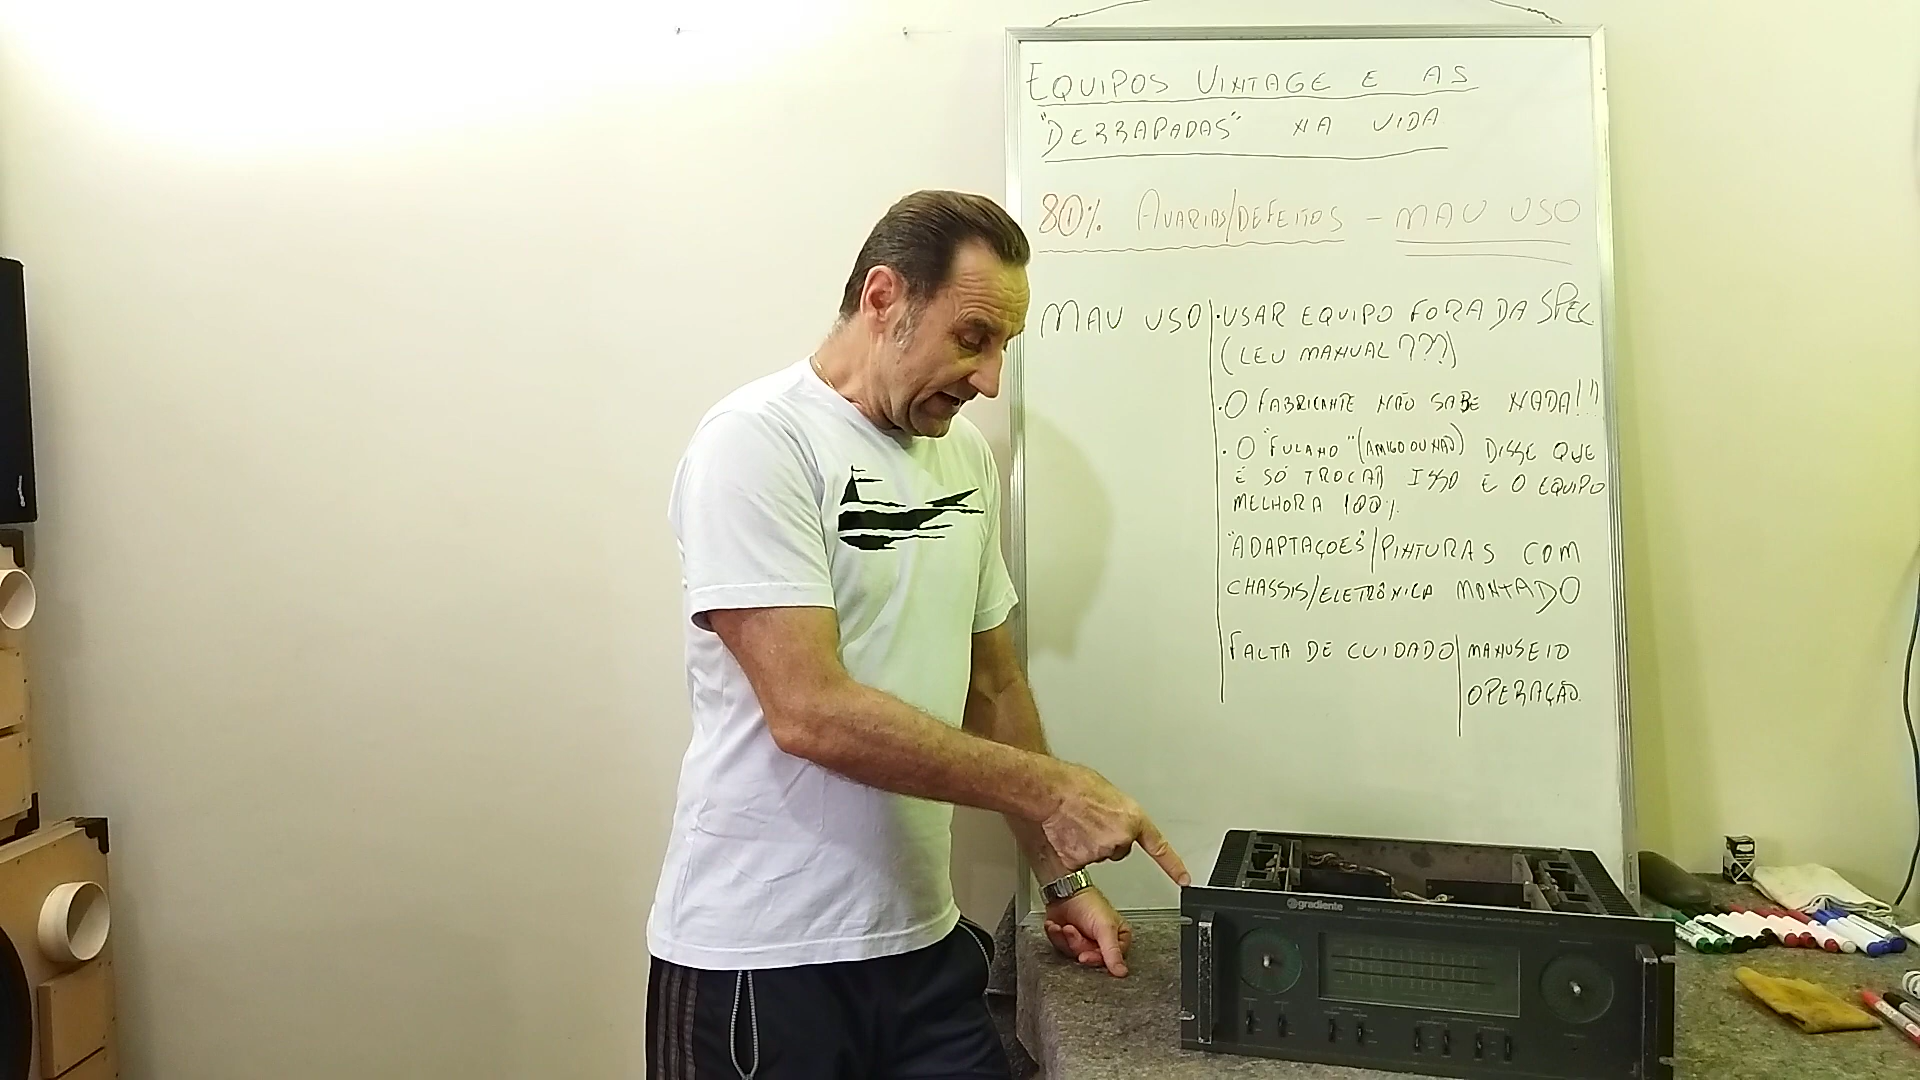 EQUIPOS VINTAGE E AS
"DERRAPADAS" NA VIDA
80% AVARIAS/DEFEITOS - MAU USO
MAU USO
• USAR EQUIPO FORA DA SPEC
(LEU MANUAL ???)
• O FABRICANTE NÃO SABE NADA!!
• O "FULANO" (AMIGO OU NÃO) DISSE QUE
É SÓ TROCAR ISSO E O EQUIPO
MELHORA 100%.
"ADAPTAÇOES"/PINTURAS COM
CHASSIS/ELETRÔNICA MONTADO
FALTA DE CUIDADO
MANUSEIO
OPERAÇÃO.
gradiente